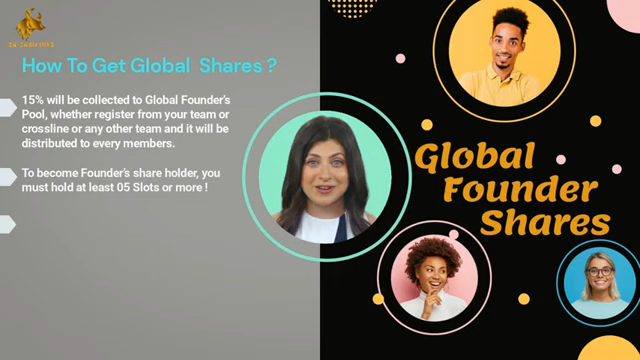 How To Get Global Shares ?
15% will be collected to Global Founder's
Pool, whether register from your team or
crossline or any other team and it will be
distributed to every members.
To become Founder's share holder, you
must hold at least 05 Slots or more !
Global
Founder
Shares